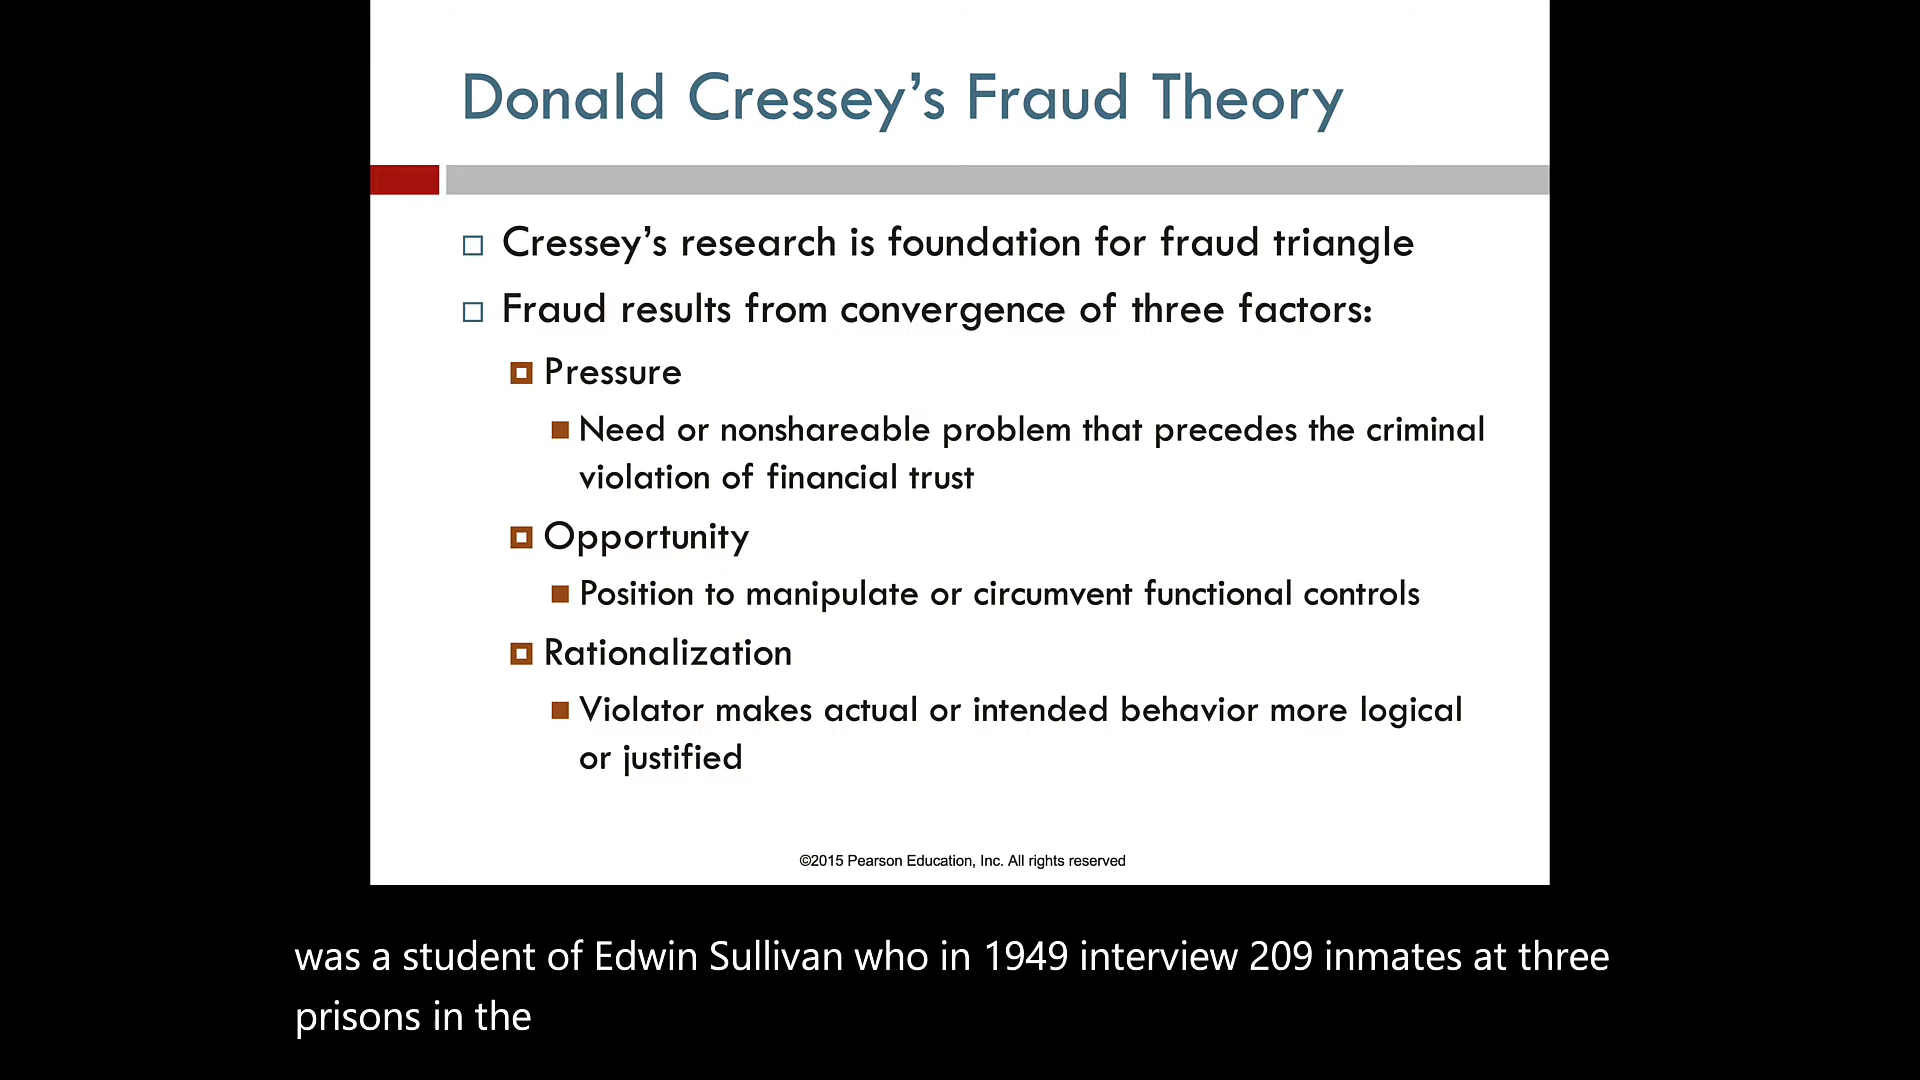 Donald Cressey’s Fraud Theory
Cressey’s research is foundation for fraud triangle
Fraud results from convergence of three factors:
Pressure
Need or nonshareable problem that precedes the criminal
violation of financial trust
Opportunity
Position to manipulate or circumvent functional controls
Rationalization
Violator makes actual or intended behavior more logical
or justified
©2015 Pearson Education, Inc. All rights reserved
was a student of Edwin Sullivan who in 1949 interview 209 inmates at three
prisons in the